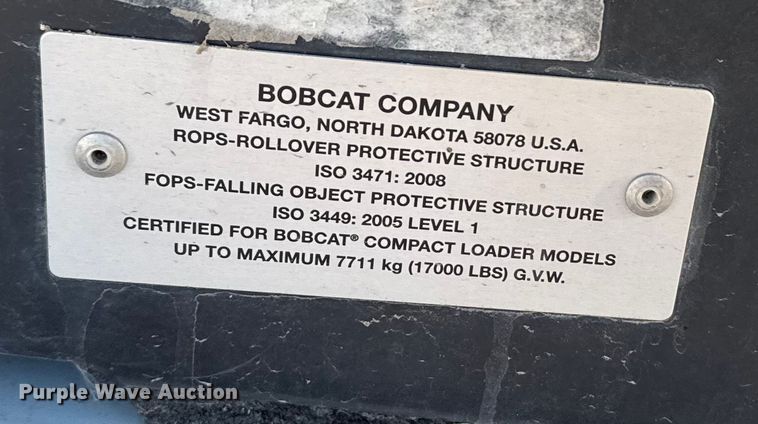 BOBCAT COMPANY
WEST FARGO, NORTH DAKOTA 58078 U.S.A.
ROPS-ROLLOVER PROTECTIVE STRUCTURE
ISO 3471: 2008
FOPS-FALLING OBJECT PROTECTIVE STRUCTURE
ISO 3449: 2005 LEVEL 1
CERTIFIED FOR BOBCAT® COMPACT LOADER MODELS
UP TO MAXIMUM 7711 kg (17000 LBS) G.V.W.
Purple Wave Auction